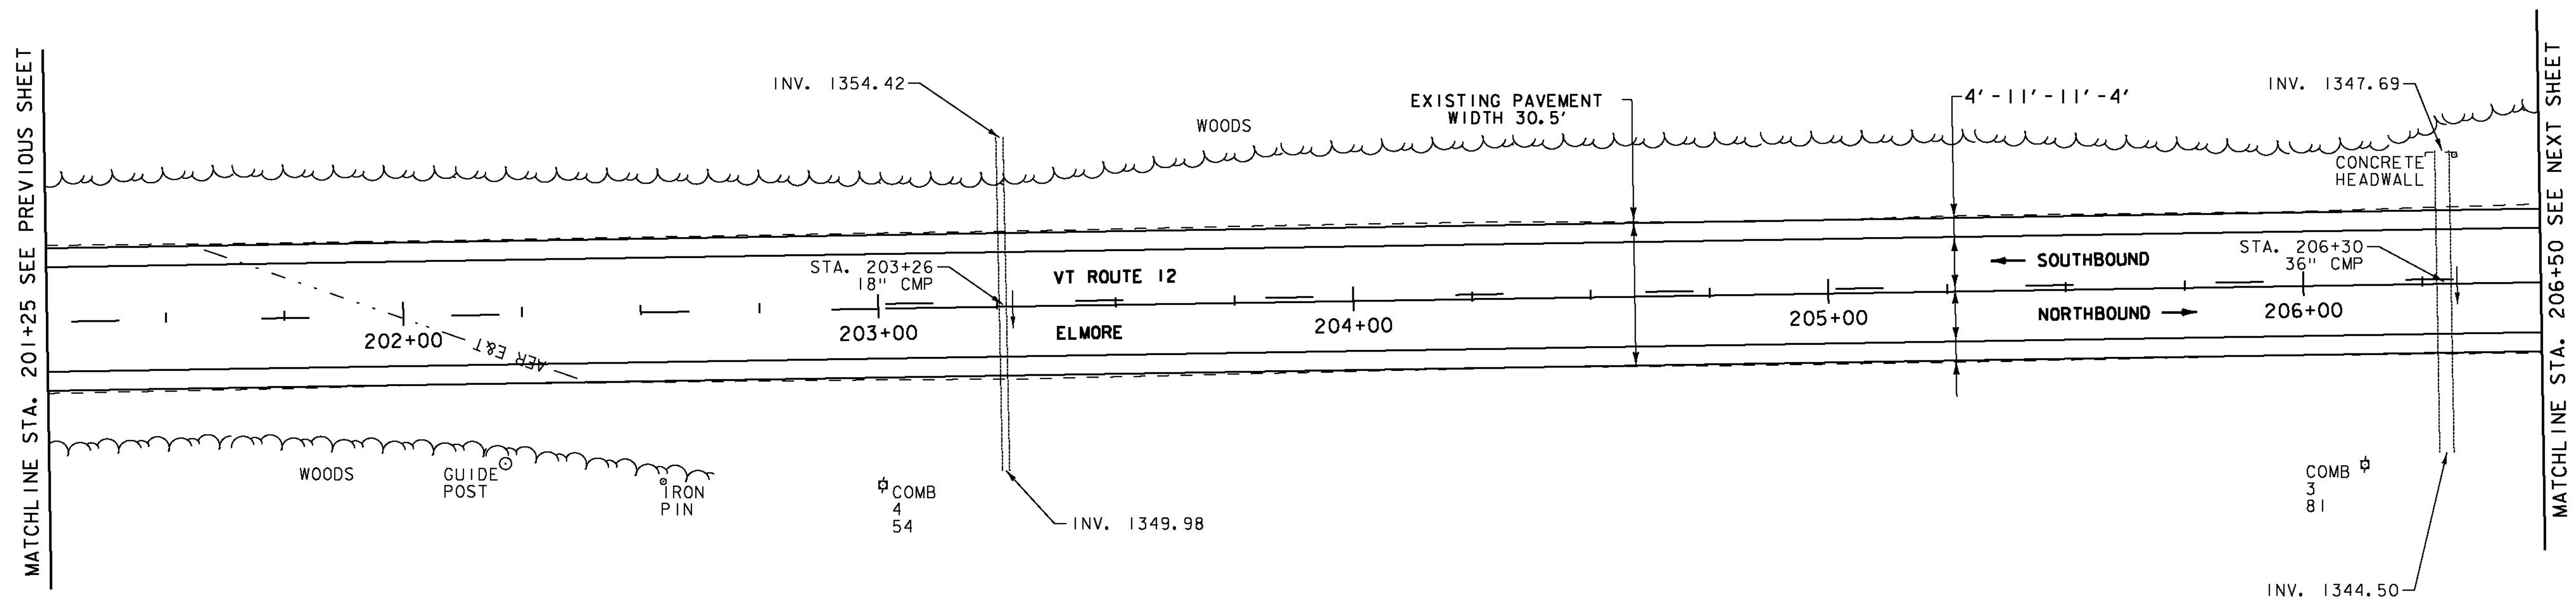 MATCHLINE STA. 201+25 SEE PREVIOUS SHEET
INV. 1354.42
WOODS
EXISTING PAVEMENT
WIDTH 30.5'
4'-11'-11'-4'
INV. 1347.69
CONCRETE
HEADWALL
STA. 203+26
18" CMP
VT ROUTE 12
SOUTHBOUND
STA. 206+30
36" CMP
202+00
AER E&T
203+00
ELMORE
204+00
205+00
NORTHBOUND
206+00
WOODS
GUIDE
POST
IRON
PIN
COMB
4
54
INV. 1349.98
COMB
3
81
INV. 1344.50
MATCHLINE STA. 206+50 SEE NEXT SHEET